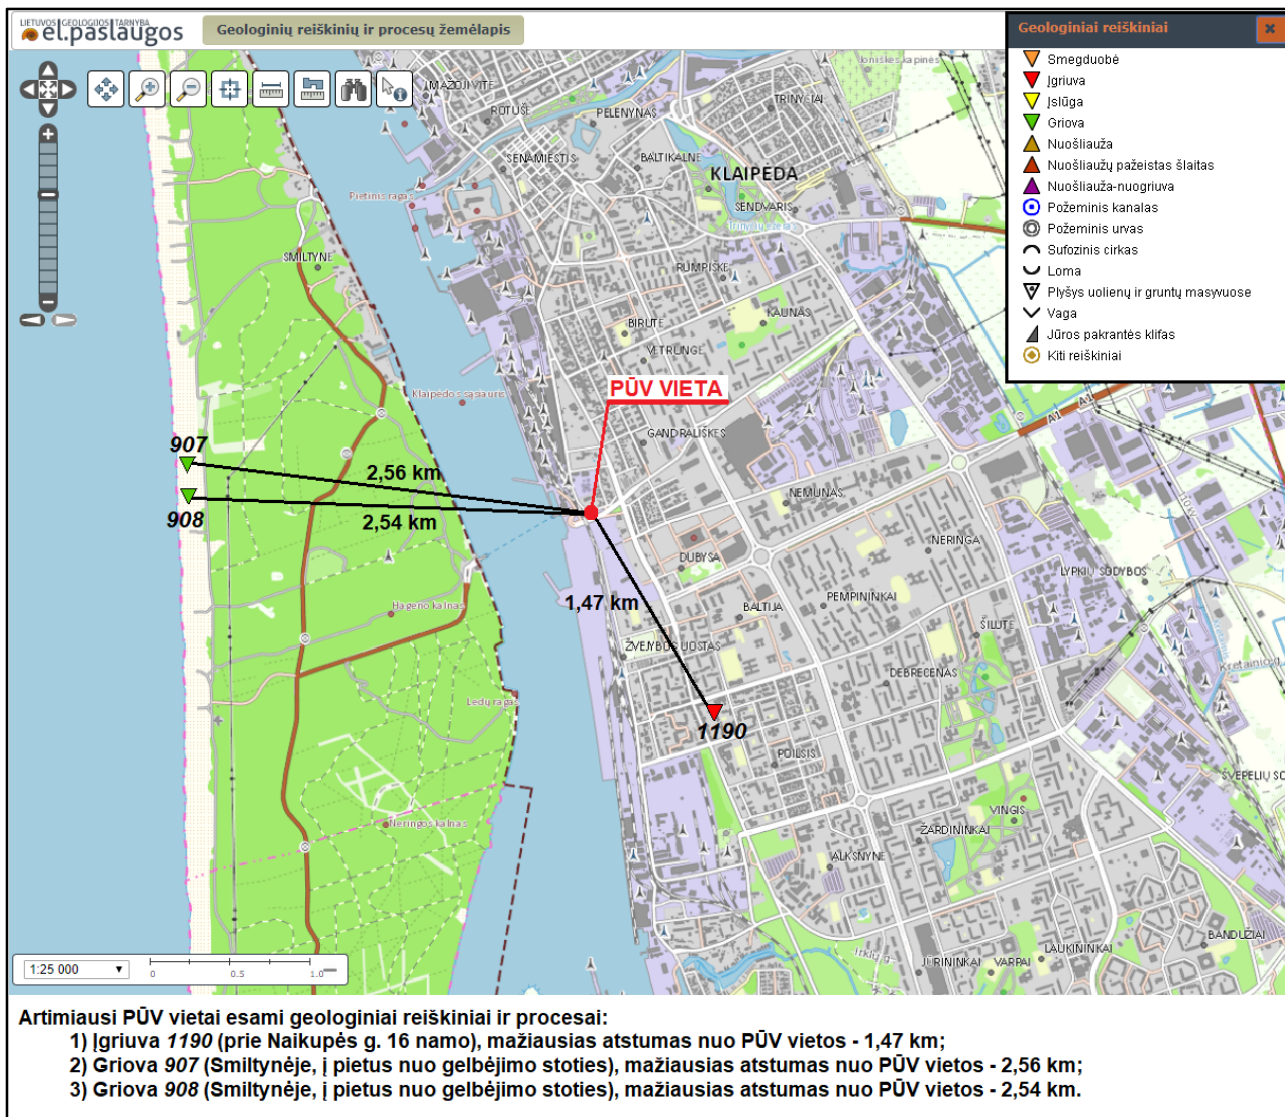 LIETUVOS GEOLOGIJOS TARNYBA
el.paslaugos
Geologinių reiškinių ir procesų žemėlapis
Geologiniai reiškiniai
Smegduobė
Įgriuva
Įslūga
Griova
Nuošliauža
Nuošliaužų pažeistas šlaitas
Nuošliauža-nuogriuva
Požeminis kanalas
Požeminis urvas
Sufozinis cirkas
Loma
Plyšys uolienų ir gruntų masyvuose
Vaga
Jūros pakrantės klifas
Kiti reiškiniai
Joniškės kapinės
MAŽOJI VITĖ
TRINYČIAI
ROTUŠĖ
PELENYNAS
SENAMIESTIS
BALTIKALNĖ
KLAIPĖDA
Pietinis ragas
SENDVARIS
SMILTYNĖ
RUMPIŠKĖ
BIRUTĖ
KAUNAS
VĖTRUNGĖ
PŪV VIETA
Klaipėdos sąsiauris
A1
A1
GANDRALIŠKĖS
907
2,56 km
NEMUNAS
908
2,54 km
DUBYSA
NERINGA
LYPKIŲ SODYBOS
1,47 km
Hageno kalnas
BALTIJA
PEMPININKAI
ŠILUTĖ
ŽVEJYBOS UOSTAS
DEBRECENAS
Ledų ragas
1190
POILSIS
ŠVEPELIŲ SO
VINGIS
Neringos kalnas
ŽARDININKAI
ALKSNYNĖ
BANDUŽIAI
LAUKININKAI
JŪRININKAI
VARPAI
1:25 000
0 0.5 1.0
Artimiausi PŪV vietai esami geologiniai reiškiniai ir procesai:
1) Įgriuva 1190 (prie Naikupės g. 16 namo), mažiausias atstumas nuo PŪV vietos - 1,47 km;
2) Griova 907 (Smiltynėje, į pietus nuo gelbėjimo stoties), mažiausias atstumas nuo PŪV vietos - 2,56 km;
3) Griova 908 (Smiltynėje, į pietus nuo gelbėjimo stoties), mažiausias atstumas nuo PŪV vietos - 2,54 km.